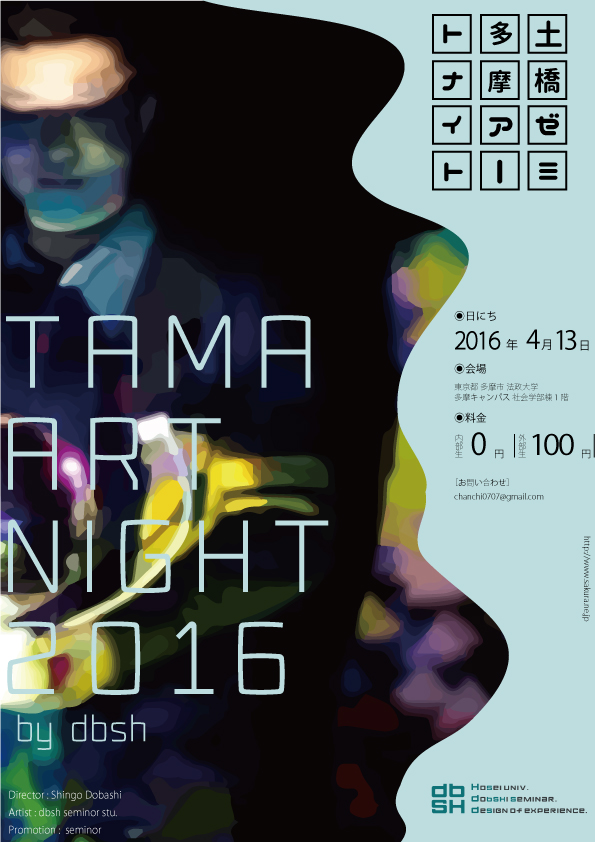 土橋ゼミ
多摩アー
トナイト
TAMA
ART
NIGHT
2016
by dbsh
◉日にち
2016 年 4月13日
◉会場
東京都 多摩市 法政大学
多摩キャンパス 社会学部棟1階
◉料金
内部生 0 円 | 外部生 100 円 |
［お問い合わせ］
chanchi0707@gmail.com
http://www.sakura.ne.jp
Director : Shingo Dobashi
Artist : dbsh seminor stu.
Promotion : seminor
db
SH
Hosei univ.
dobshi seminar.
design of experience.